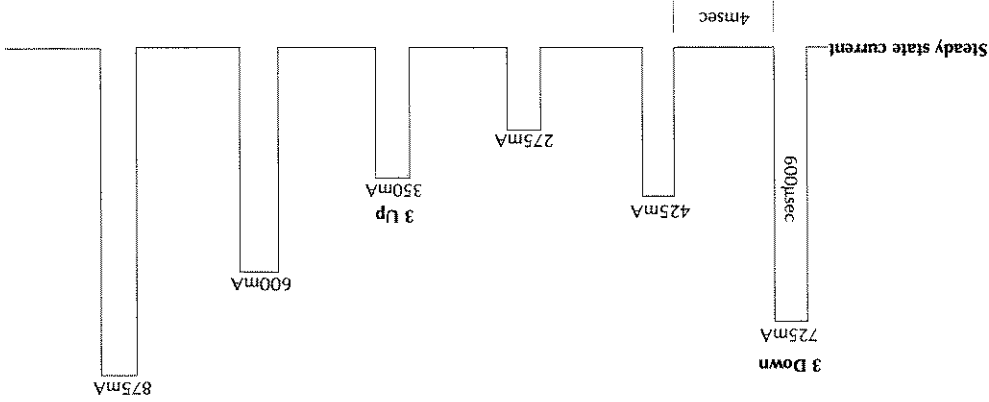 3 Down
725mA
600µsec
425mA
275mA
3 Up
350mA
600mA
875mA
Steady state current
4msec